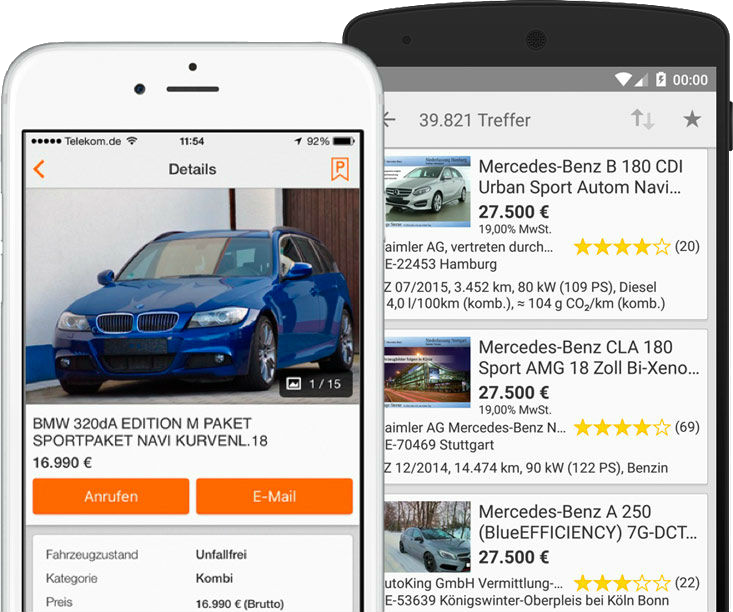 Telekom.de
11:54
92%
Details
P
1 / 15
BMW 320dA EDITION M PAKET
SPORTPAKET NAVI KURVENL.18
16.990 €
Anrufen
E-Mail
Fahrzeugzustand Unfallfrei
Kategorie Kombi
Preis 16.990 € (Brutto)
00:00
39.821 Treffer
Mercedes-Benz B 180 CDI
Urban Sport Autom Navi...
27.500 €
19,00% MwSt.
aimler AG, vertreten durch... (20)
E-22453 Hamburg
Z 07/2015, 3.452 km, 80 kW (109 PS), Diesel
4,0 l/100km (komb.), ≈ 104 g CO₂/km (komb.)
Mercedes-Benz CLA 180
Sport AMG 18 Zoll Bi-Xeno...
27.500 €
19,00% MwSt.
aimler AG Mercedes-Benz N... (69)
E-70469 Stuttgart
Z 12/2014, 14.474 km, 90 kW (122 PS), Benzin
Mercedes-Benz A 250
(BlueEFFICIENCY) 7G-DCT...
27.500 €
utoKing GmbH Vermittlung-... (22)
E-53639 Königswinter-Oberpleis bei Köln Bonn